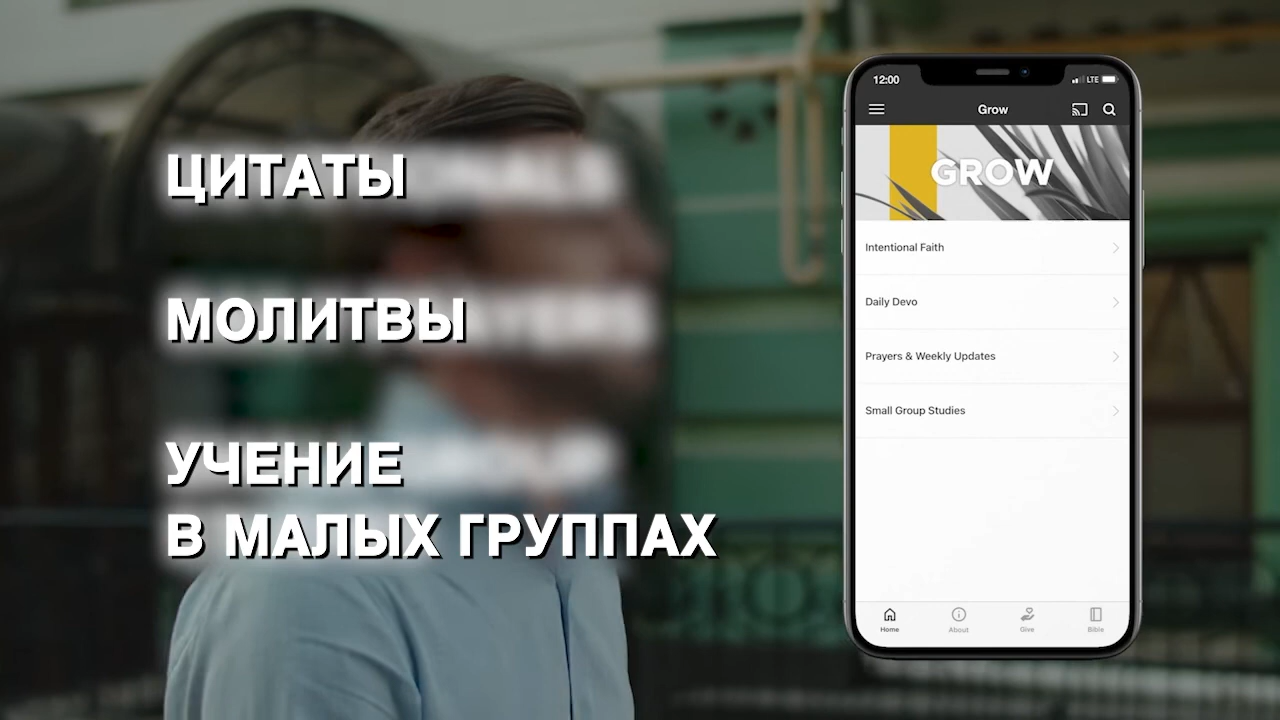 ЦИТАТЫ
МОЛИТВЫ
УЧЕНИЕ
В МАЛЫХ ГРУППАХ
12:00
LTE
Grow
GROW
Intentional Faith
Daily Devo
Prayers & Weekly Updates
Small Group Studies
Home
About
Give
Bible